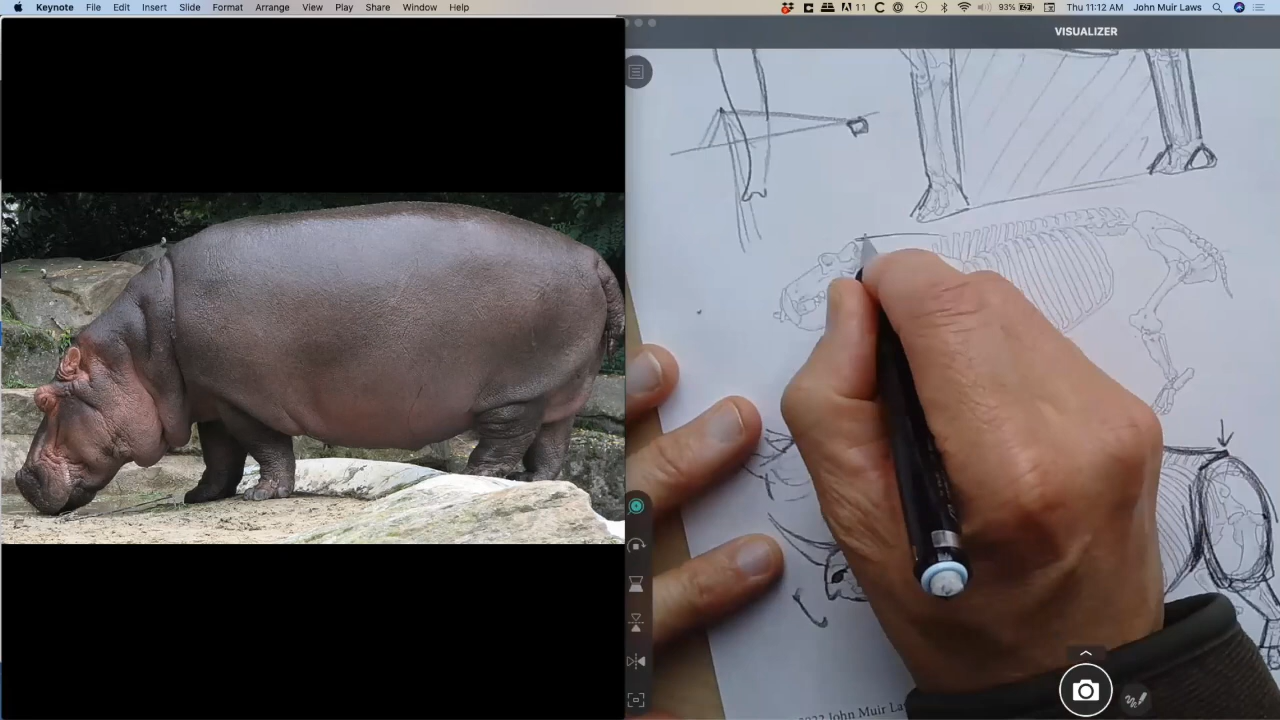 Keynote File Edit Insert Slide Format Arrange View Play Share Window Help 11 93% Thu 11:12 AM John Muir Laws
VISUALIZER
2022 John Muir La